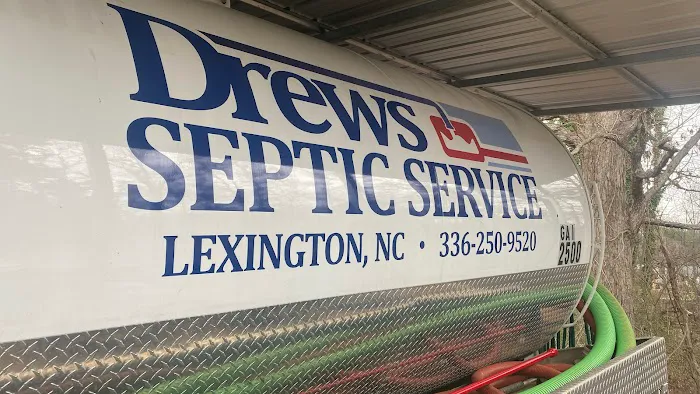 Drews
SEPTIC SERVICE
LEXINGTON, NC • 336-250-9520
GAL
2500